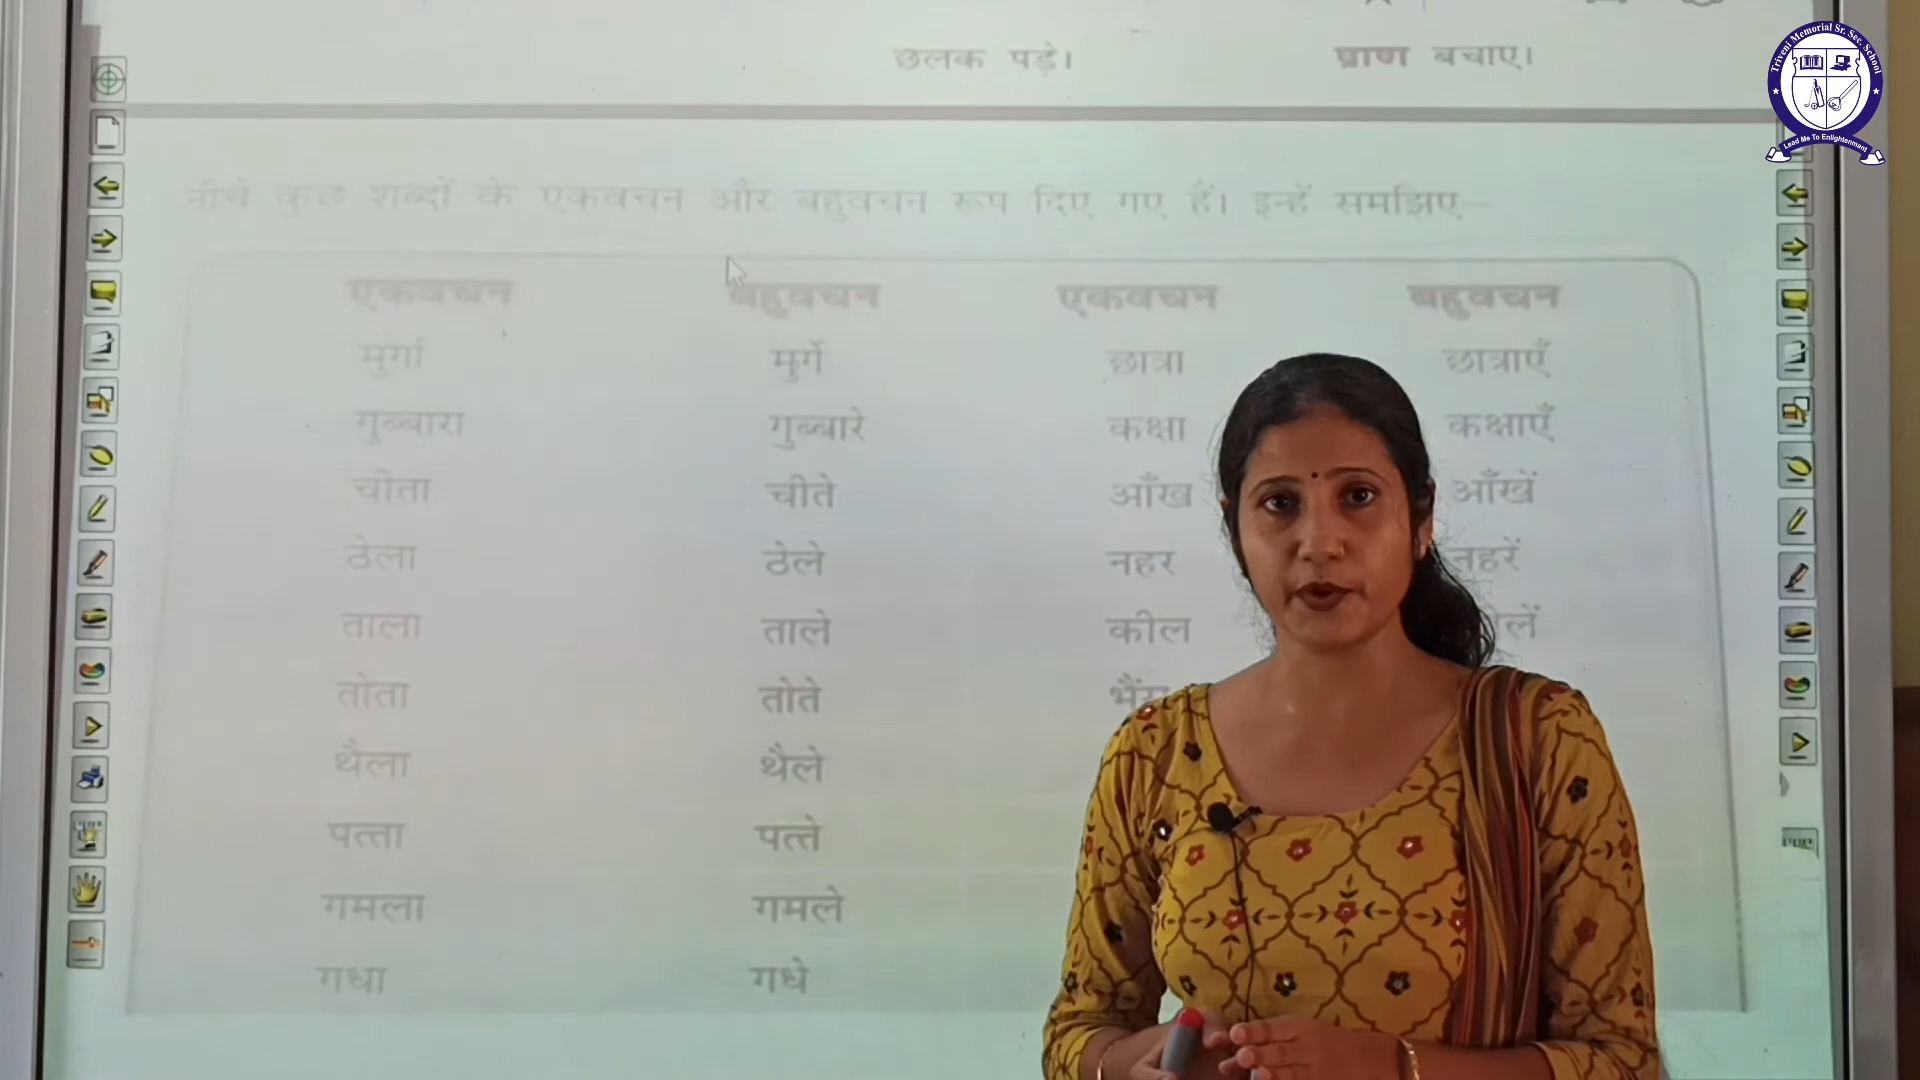 छलक पड़े। प्राण बचाए।
Triveni Memorial Sr. Sec. School
Lead Me To Enlightenment
नीचे कुछ शब्दों के एकवचन और बहुवचन रूप दिए गए हैं। इन्हें समझिए—
एकवचन बहुवचन एकवचन बहुवचन
मुर्गा मुर्गे छात्रा छात्राएँ
गुब्बारा गुब्बारे कक्षा कक्षाएँ
चीता चीते आँख आँखें
ठेला ठेले नहर नहरें
ताला ताले कील
तोता तोते
थैला थैले
पत्ता पत्ते
गमला गमले
गधा गधे